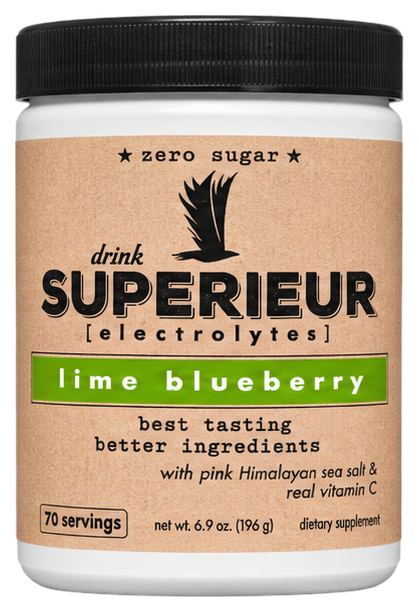 ★ zero sugar ★
drink
SUPERIEUR
[electrolytes]
lime blueberry
best tasting
better ingredients
with pink Himalayan sea salt &
real vitamin C
70 servings net wt. 6.9 oz. (196 g) dietary supplement